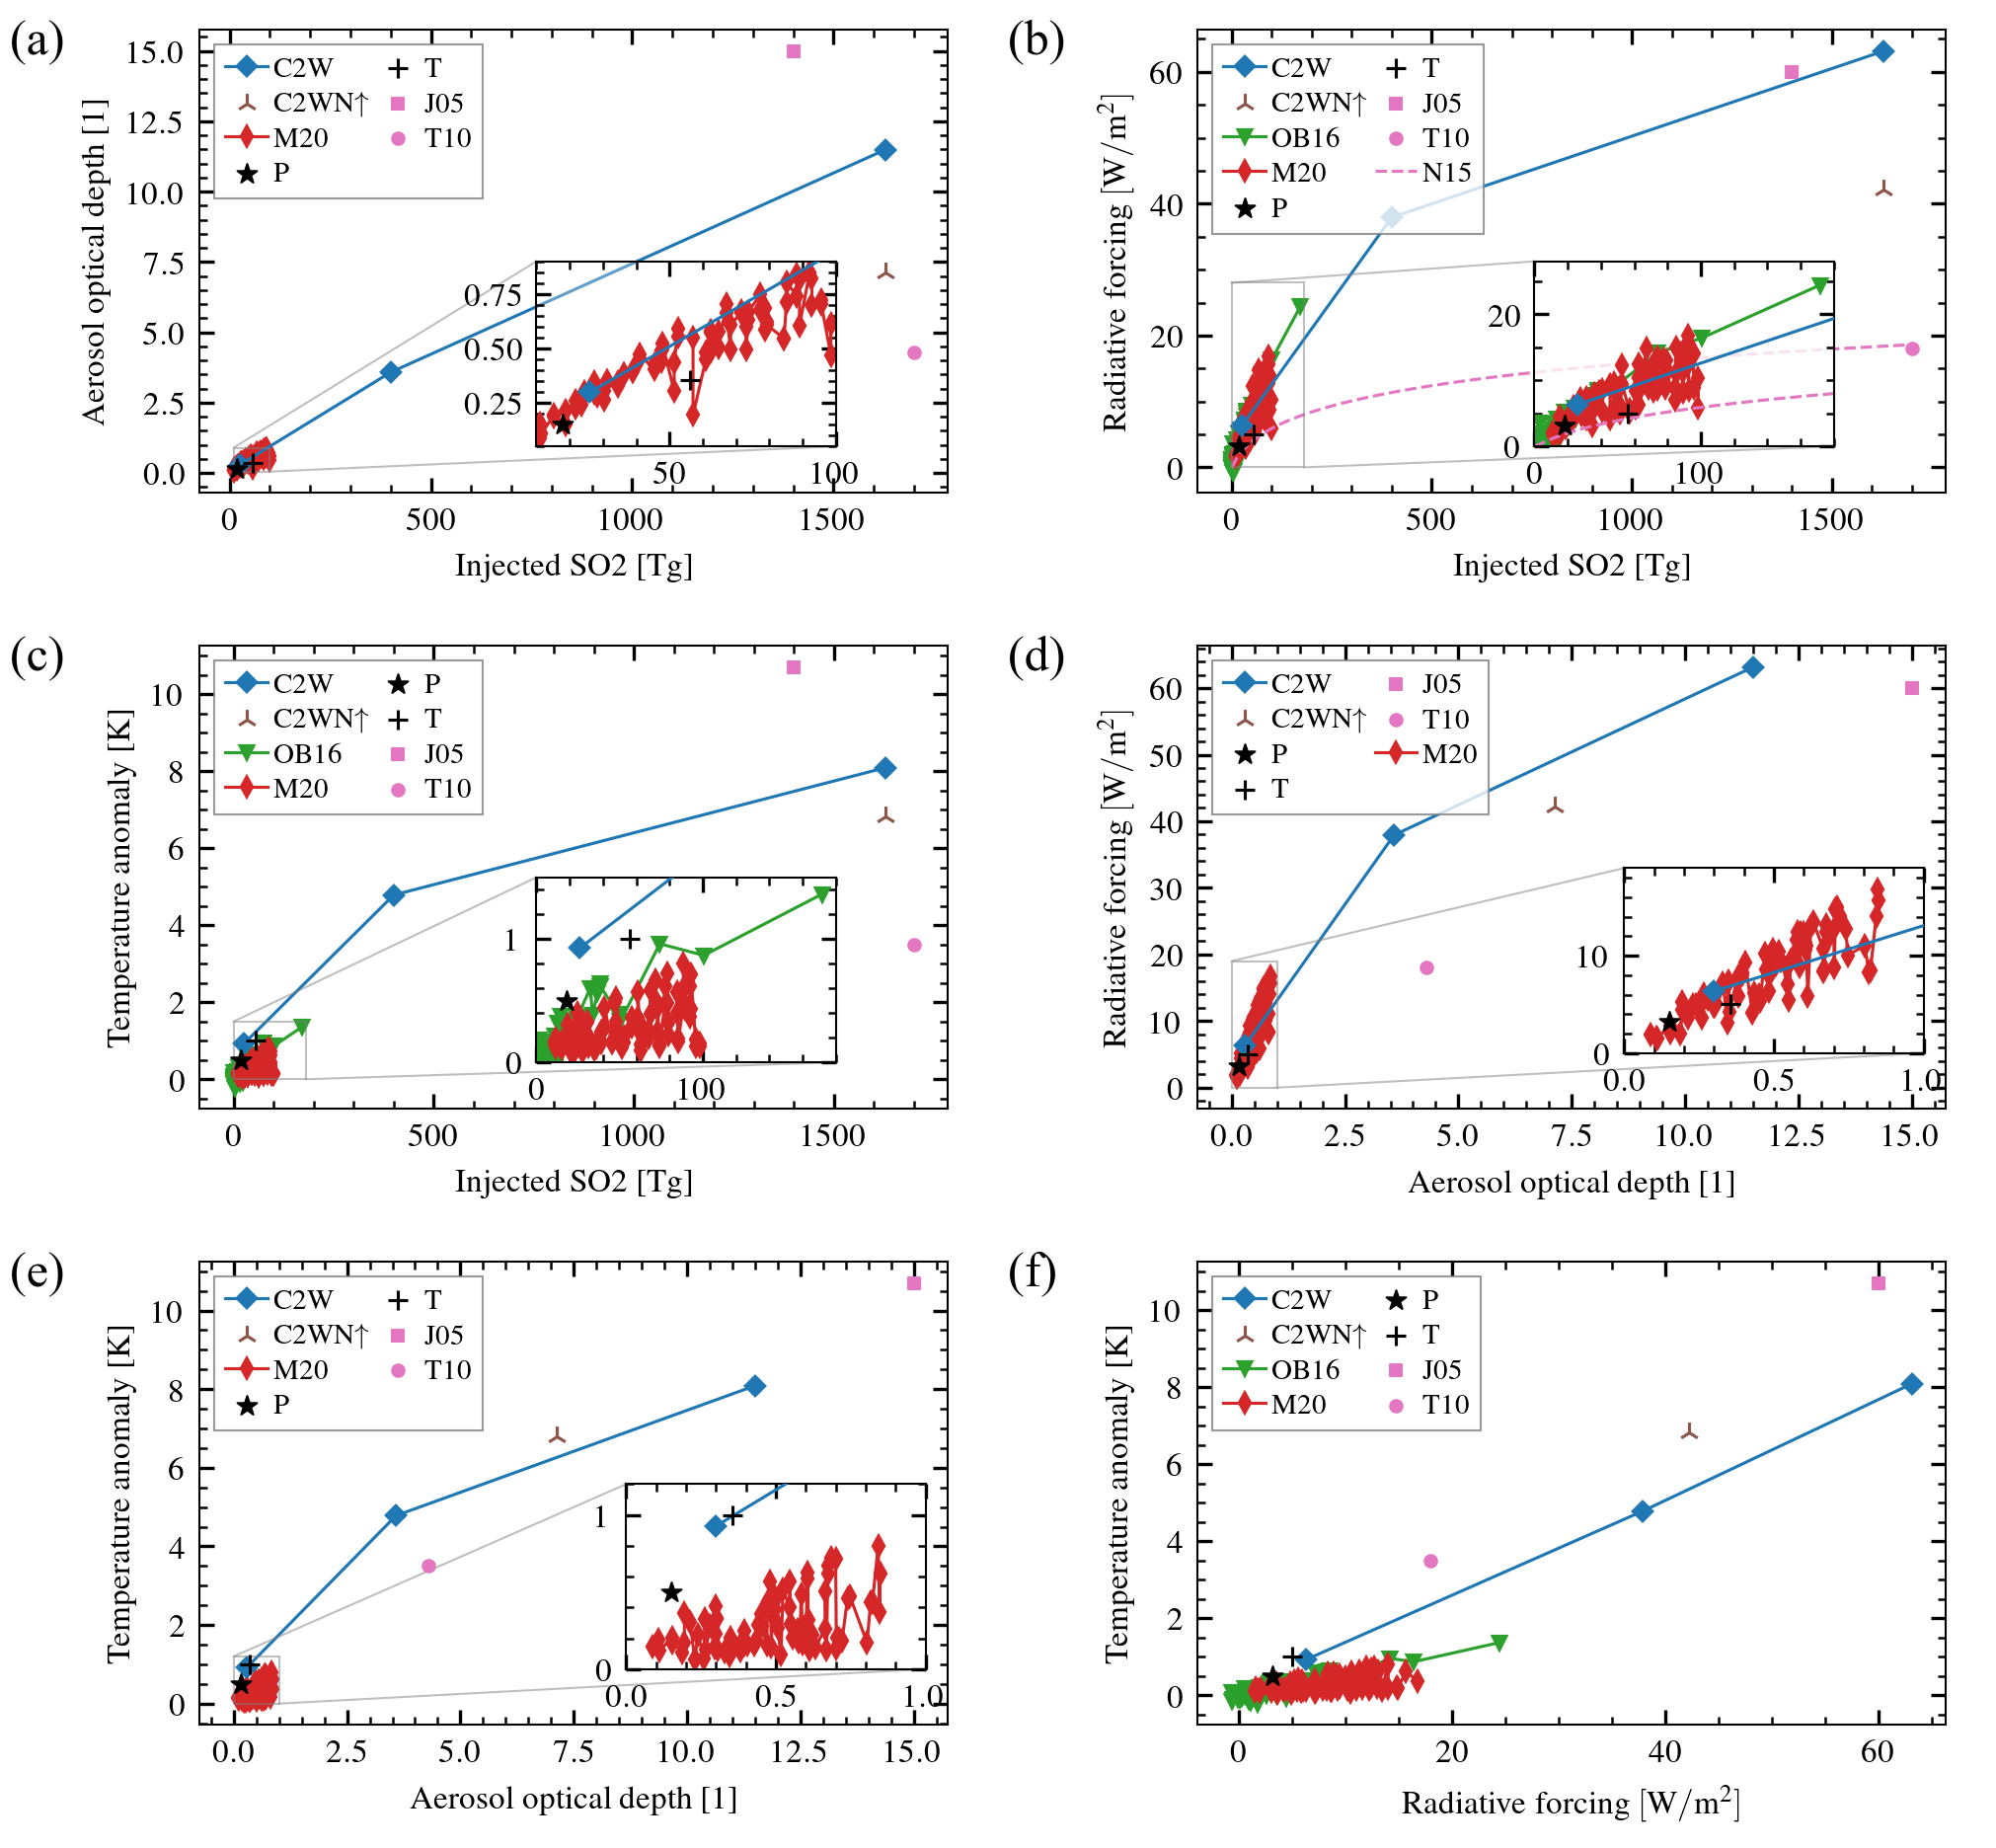 (a)
15.0
12.5
10.0
7.5
5.0
2.5
0.0
Aerosol optical depth [1]
C2W
C2WN↑
M20
P
T
J05
T10
0.75
0.50
0.25
50
100
0
500
1000
1500
Injected SO2 [Tg]
(b)
60
40
20
0
Radiative forcing [W/m²]
C2W
C2WN↑
OB16
M20
P
T
J05
T10
N15
20
0
0
100
0
500
1000
1500
Injected SO2 [Tg]
(c)
10
8
6
4
2
0
Temperature anomaly [K]
C2W
C2WN↑
OB16
M20
P
T
J05
T10
1
0
0
100
0
500
1000
1500
Injected SO2 [Tg]
(d)
60
50
40
30
20
10
0
Radiative forcing [W/m²]
C2W
C2WN↑
P
T
J05
T10
M20
10
0
0.0
0.5
1.0
0.0
2.5
5.0
7.5
10.0
12.5
15.0
Aerosol optical depth [1]
(e)
10
8
6
4
2
0
Temperature anomaly [K]
C2W
C2WN↑
M20
P
T
J05
T10
1
0
0.0
0.5
1.0
0.0
2.5
5.0
7.5
10.0
12.5
15.0
Aerosol optical depth [1]
(f)
10
8
6
4
2
0
Temperature anomaly [K]
C2W
C2WN↑
OB16
M20
P
T
J05
T10
0
20
40
60
Radiative forcing [W/m²]